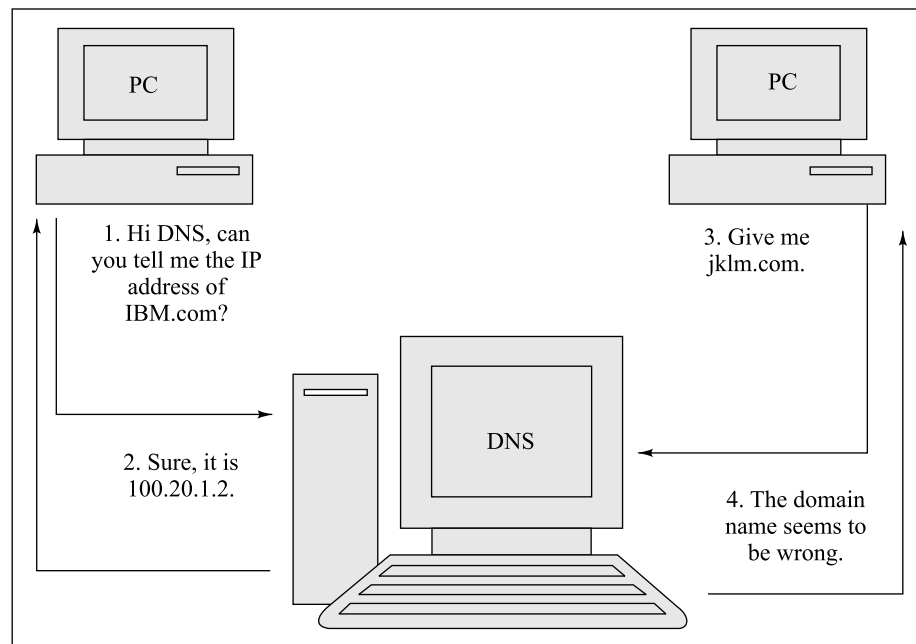 PC
PC
1. Hi DNS, can
you tell me the IP
address of
IBM.com?
3. Give me
jklm.com.
DNS
2. Sure, it is
100.20.1.2.
4. The domain
name seems to
be wrong.